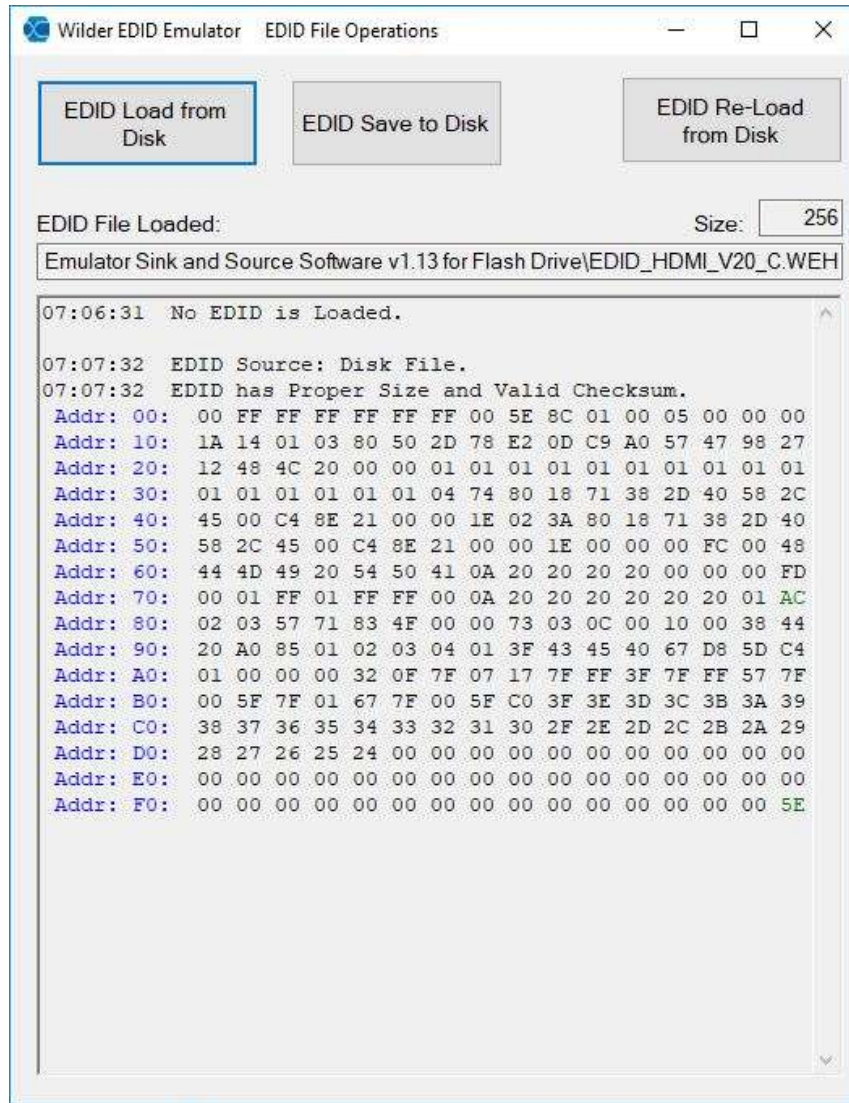 Wilder EDID Emulator EDID File Operations
EDID Load from
Disk
EDID Save to Disk
EDID Re-Load
from Disk
EDID File Loaded:
Size: 256
Emulator Sink and Source Software v1.13 for Flash Drive\EDID_HDMI_V20_C.WEH
07:06:31 No EDID is Loaded.
07:07:32 EDID Source: Disk File.
07:07:32 EDID has Proper Size and Valid Checksum.
Addr: 00: 00 FF FF FF FF FF FF 00 5E 8C 01 00 05 00 00 00
Addr: 10: 1A 14 01 03 80 50 2D 78 E2 0D C9 A0 57 47 98 27
Addr: 20: 12 48 4C 20 00 00 01 01 01 01 01 01 01 01 01 01
Addr: 30: 01 01 01 01 01 01 04 74 80 18 71 38 2D 40 58 2C
Addr: 40: 45 00 C4 8E 21 00 00 1E 02 3A 80 18 71 38 2D 40
Addr: 50: 58 2C 45 00 C4 8E 21 00 00 1E 00 00 00 FC 00 48
Addr: 60: 44 4D 49 20 54 50 41 0A 20 20 20 20 00 00 00 FD
Addr: 70: 00 01 FF 01 FF FF 00 0A 20 20 20 20 20 20 01 AC
Addr: 80: 02 03 57 71 83 4F 00 00 73 03 0C 00 10 00 38 44
Addr: 90: 20 A0 85 01 02 03 04 01 3F 43 45 40 67 D8 5D C4
Addr: A0: 01 00 00 00 32 0F 7F 07 17 7F FF 3F 7F FF 57 7F
Addr: B0: 00 5F 7F 01 67 7F 00 5F C0 3F 3E 3D 3C 3B 3A 39
Addr: C0: 38 37 36 35 34 33 32 31 30 2F 2E 2D 2C 2B 2A 29
Addr: D0: 28 27 26 25 24 00 00 00 00 00 00 00 00 00 00 00
Addr: E0: 00 00 00 00 00 00 00 00 00 00 00 00 00 00 00 00
Addr: F0: 00 00 00 00 00 00 00 00 00 00 00 00 00 00 00 5E